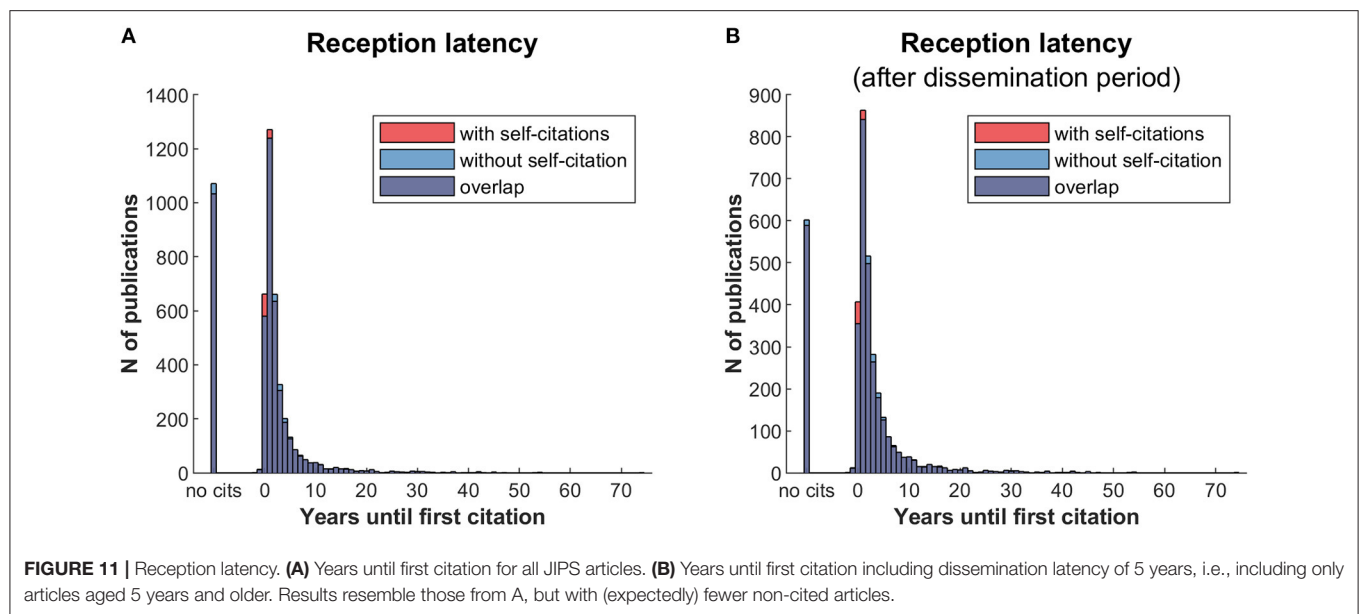 A
Reception latency
1400
1200
1000
800
600
400
200
0
N of publications
with self-citations
without self-citation
overlap
no cits 0 10 20 30 40 50 60 70
Years until first citation
B
Reception latency
(after dissemination period)
900
800
700
600
500
400
300
200
100
0
N of publications
with self-citations
without self-citation
overlap
no cits 0 10 20 30 40 50 60 70
Years until first citation
FIGURE 11 | Reception latency. (A) Years until first citation for all JIPS articles. (B) Years until first citation including dissemination latency of 5 years, i.e., including only
articles aged 5 years and older. Results resemble those from A, but with (expectedly) fewer non-cited articles.